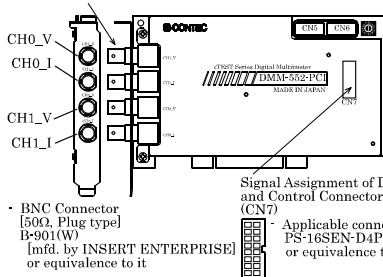 CH0_V
CH0_I
CH1_V
CH1_I
CONTEC
CN5
CN6
cTEST Series Digital Multimeter
DMM-552-PCI
MADE IN JAPAN
CN7
- BNC Connector
[50Ω, Plug type]
B-901(W)
[mfd. by INSERT ENTERPRISE]
or equivalence to it
Signal Assignment of
and Control Connector
(CN7)
- Applicable
PS-16SEN-D4P
or equivalence